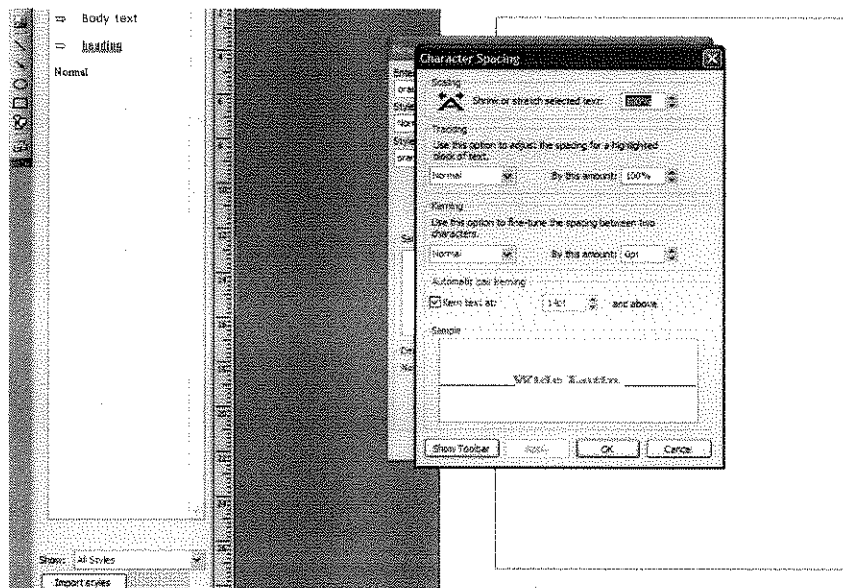 Body text
heading
Normal
Show: All Styles
Import styles
Character Spacing
Scaling
Shrink or stretch selected text:
Tracking
Use this option to adjust the spacing for a highlighted
block of text.
Normal By this amount: 100%
Kerning
Use this option to fine-tune the spacing between two
characters.
Normal By this amount: 0pt
Automatic pair kerning
Kern text at: 14pt and above
Sample
Wide Latin
Show Toolbar Apply OK Cancel